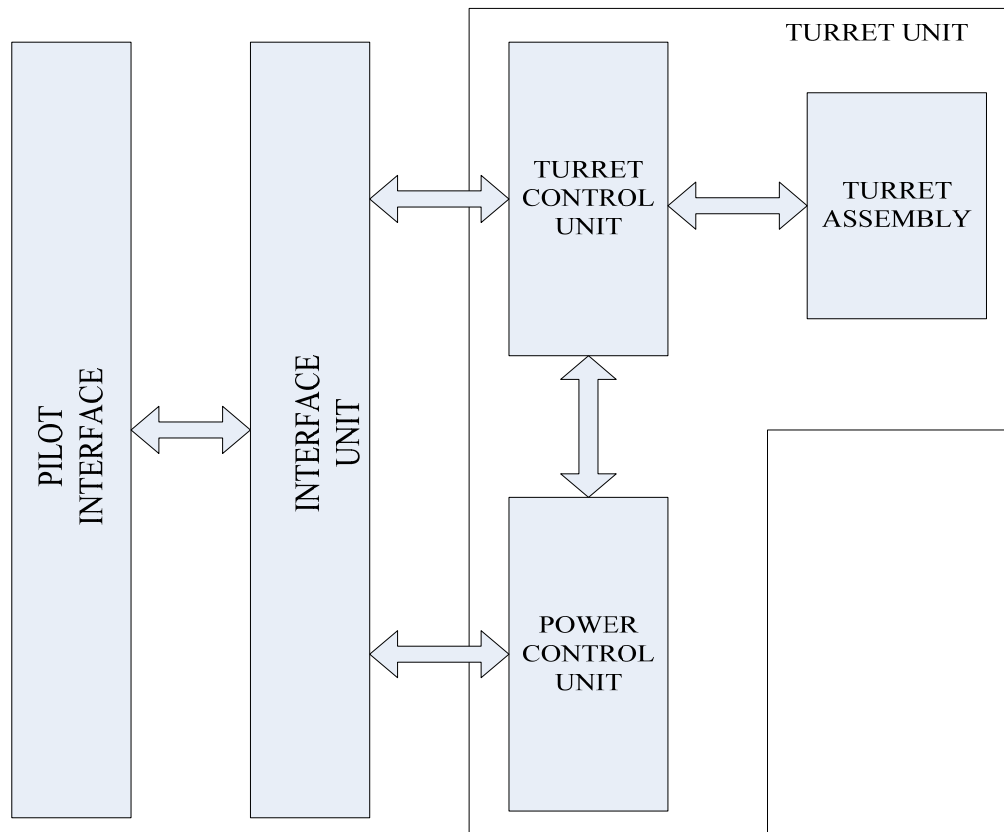 TURRET UNIT
PILOT
INTERFACE
INTERFACE
UNIT
TURRET
CONTROL
UNIT
TURRET
ASSEMBLY
POWER
CONTROL
UNIT